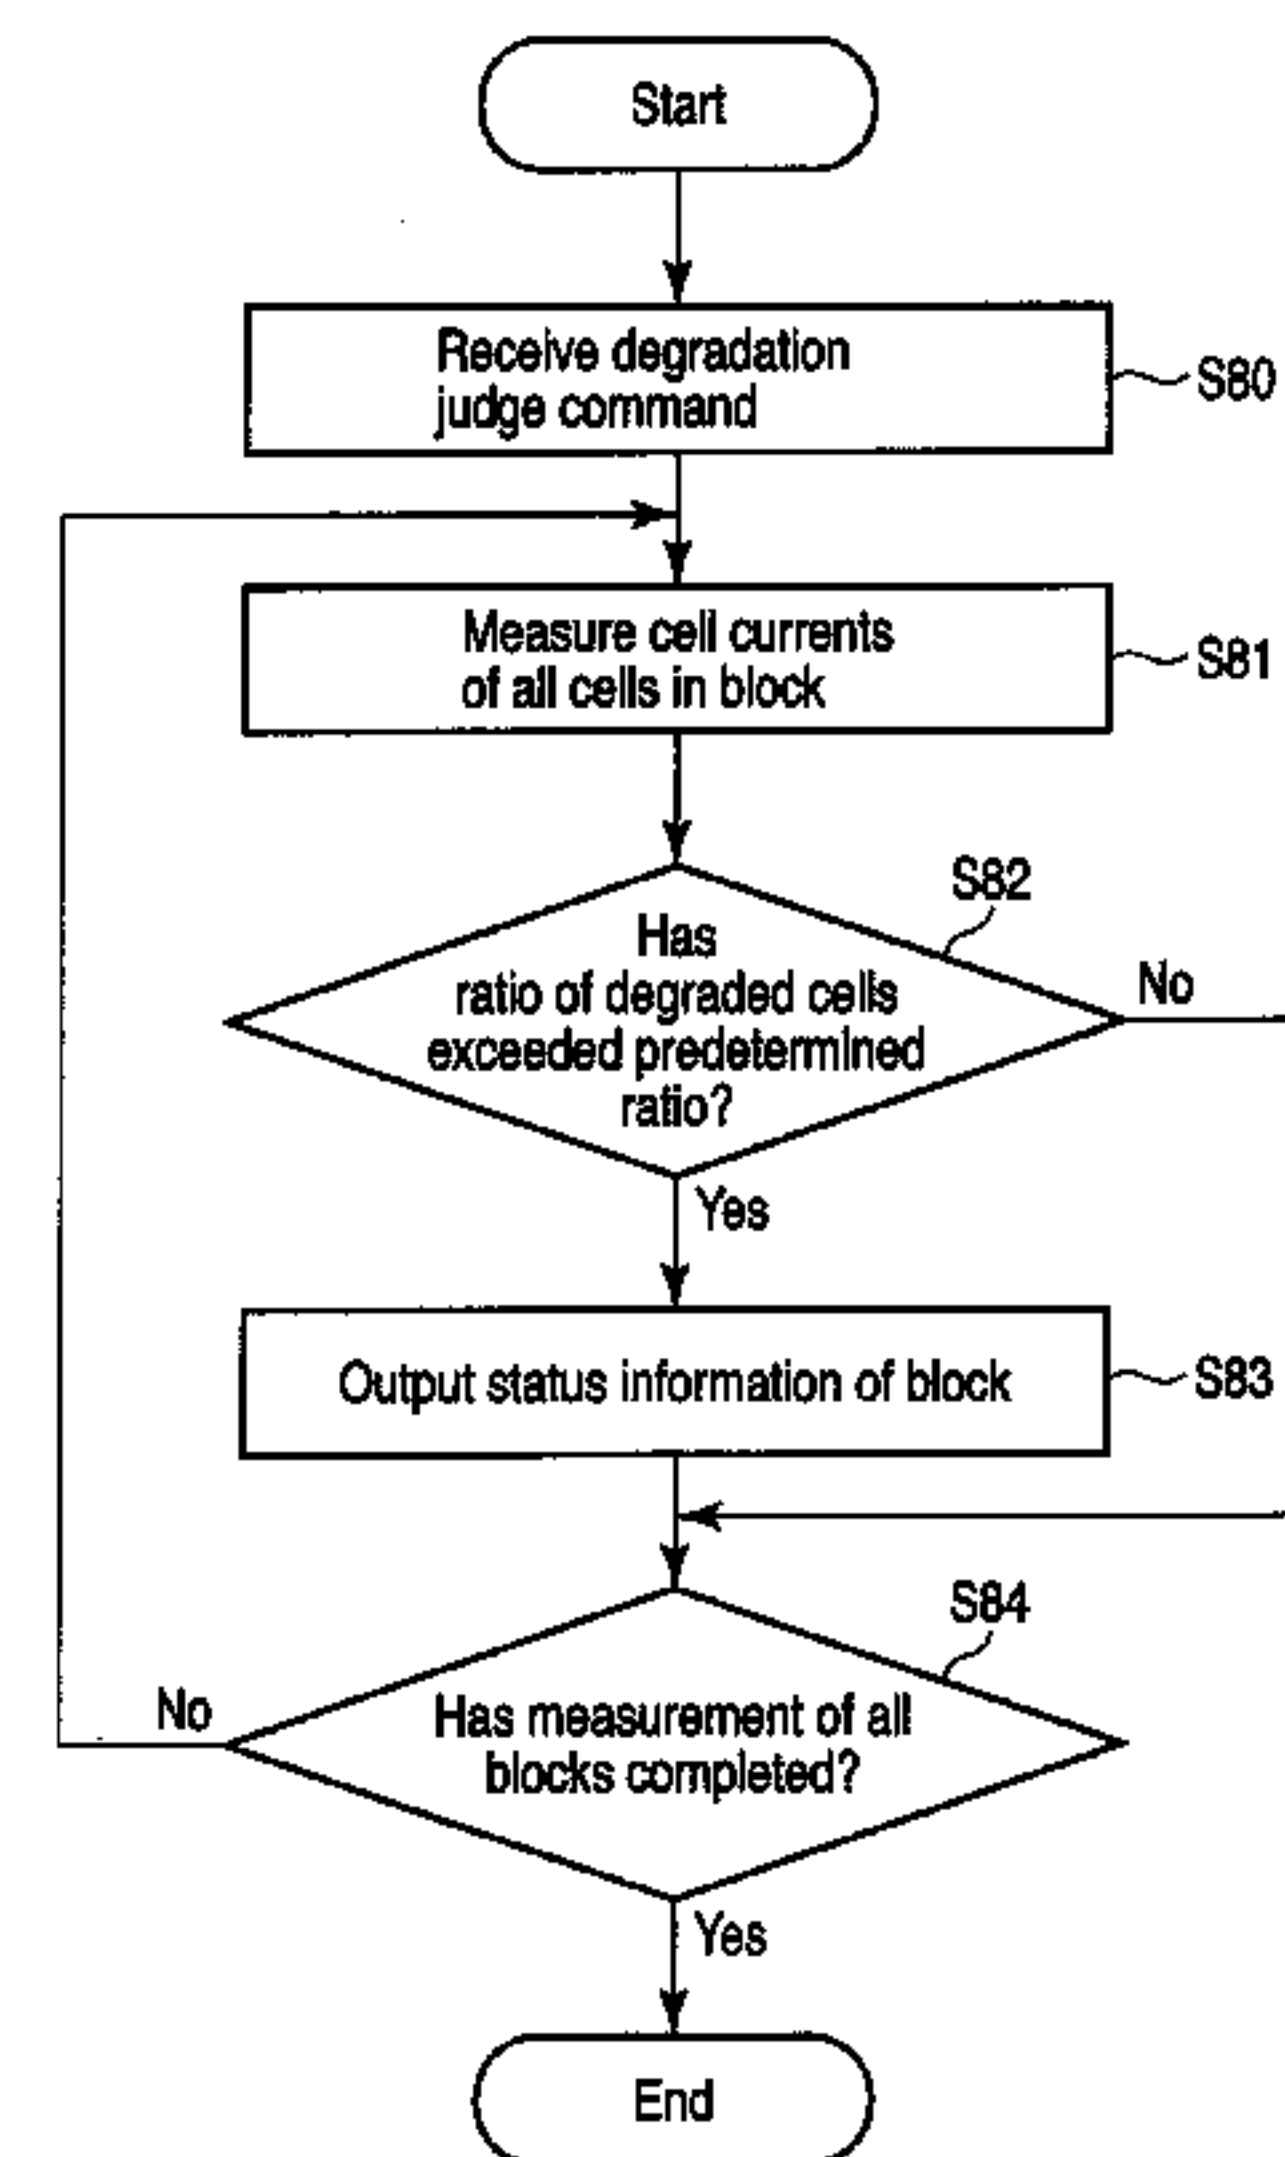 Start
Receive degradation
judge command
S80
Measure cell currents
of all cells in block
S81
S82
Has
ratio of degraded cells
exceeded predetermined
ratio?
No
Yes
Output status information of block
S83
S84
Has measurement of all
blocks completed?
No
Yes
End